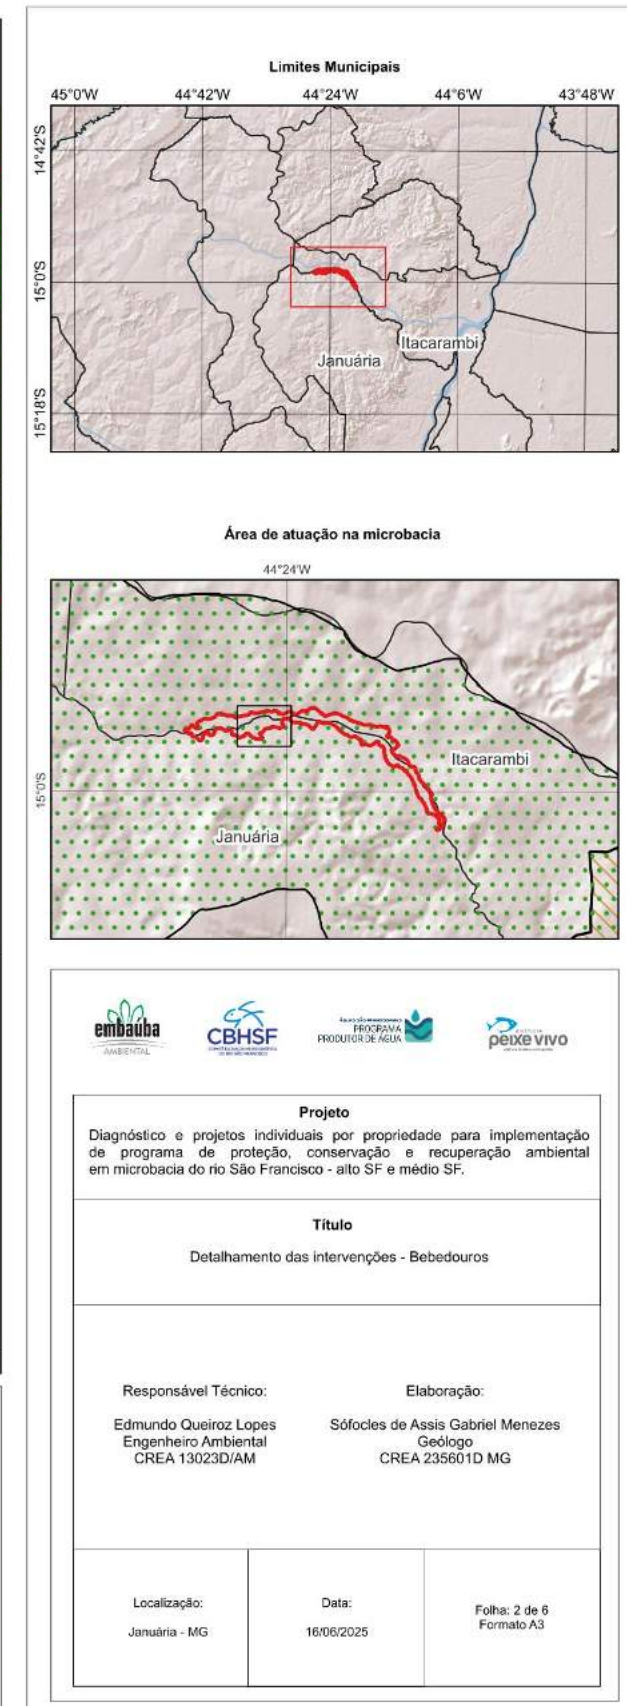 Limites Municipais
45°0'W 44°42'W 44°24'W 44°6'W 43°48'W
14°42'S
15°0'S
15°18'S
Itacarambi
Januária
Área de atuação na microbacia
44°24'W
15°0'S
Itacarambi
Januária
embaúba
AMBIENTAL
CBHSF
PROGRAMA
PRODUTOR DE ÁGUA
peixe vivo
Projeto
Diagnóstico e projetos individuais por propriedade para implementação
de programa de proteção, conservação e recuperação ambiental
em microbacia do rio São Francisco - alto SF e médio SF.
Título
Detalhamento das intervenções - Bebedouros
Responsável Técnico:
Edmundo Queiroz Lopes
Engenheiro Ambiental
CREA 13023D/AM
Elaboração:
Sófocles de Assis Gabriel Menezes
Geólogo
CREA 235601D MG
Localização:
Januária - MG
Data:
16/06/2025
Folha: 2 de 6
Formato A3